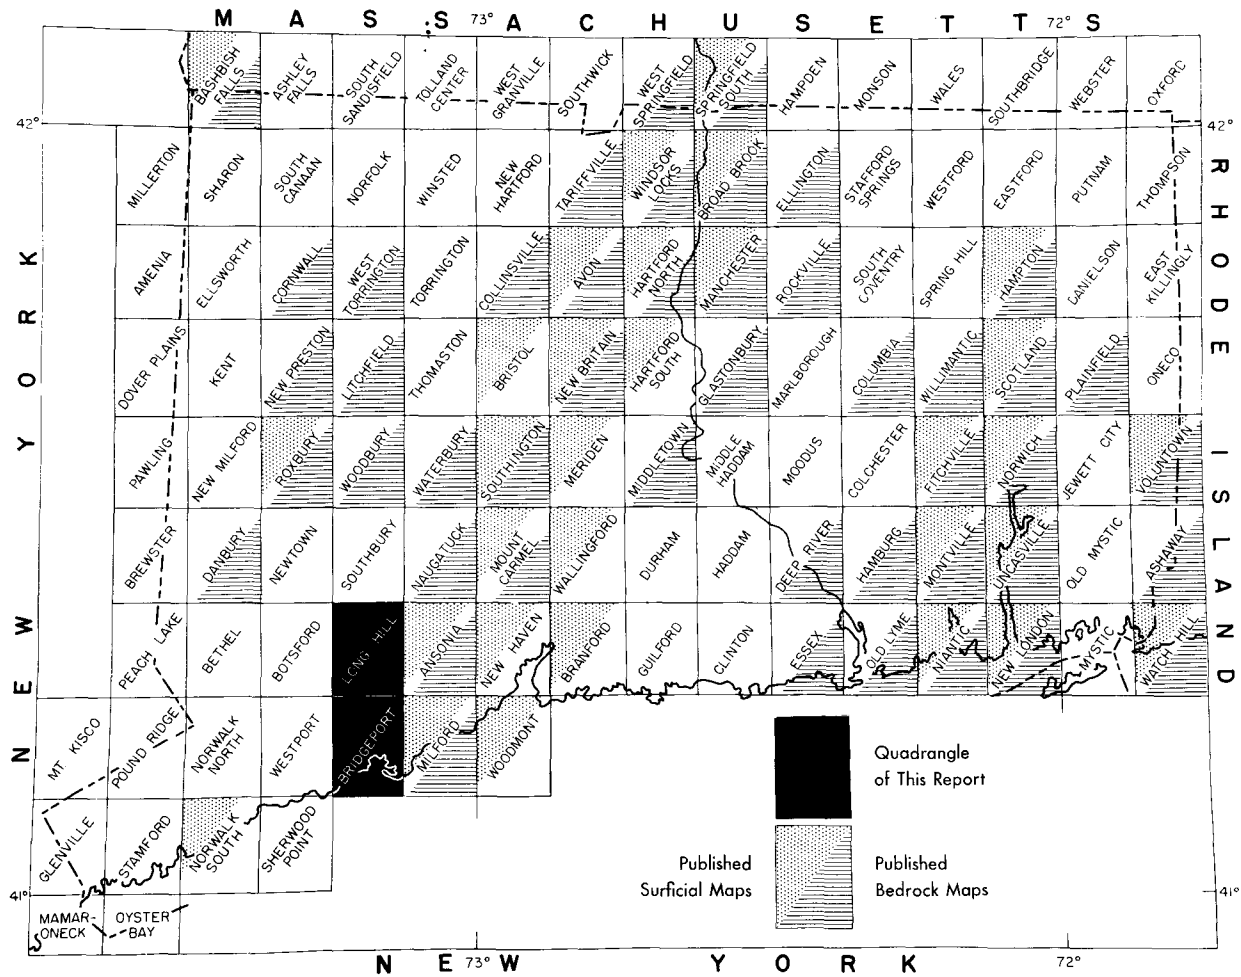 M A S S A C H U S E T T S
73°
72°
BASHBISH FALLS
ASHLEY FALLS
SOUTH SANDISFIELD
TOLLAND CENTER
WEST GRANVILLE
SOUTHWICK
WEST SPRINGFIELD
SPRINGFIELD SOUTH
HAMPDEN
MONSON
WALES
SOUTHBRIDGE
WEBSTER
OXFORD
42°
42°
MILLERTON
SHARON
SOUTH CANAAN
NORFOLK
WINSTED
NEW HARTFORD
TARIFFVILLE
WINDSOR LOCKS
BROAD BROOK
ELLINGTON
STAFFORD SPRINGS
WESTFORD
EASTFORD
PUTNAM
THOMPSON
AMENIA
ELLSWORTH
CORNWALL
WEST TORRINGTON
TORRINGTON
COLLINSVILLE
AVON
HARTFORD NORTH
MANCHESTER
ROCKVILLE
SOUTH COVENTRY
SPRING HILL
HAMPTON
DANIELSON
EAST KILLINGLY
DOVER PLAINS
KENT
NEW PRESTON
LITCHFIELD
THOMASTON
BRISTOL
NEW BRITAIN
HARTFORD SOUTH
GLASTONBURY
MARLBOROUGH
COLUMBIA
WILLIMANTIC
SCOTLAND
PLAINFIELD
ONECO
PAWLING
NEW MILFORD
ROXBURY
WOODBURY
WATERBURY
SOUTHINGTON
MERIDEN
MIDDLETOWN
MIDDLE HADDAM
MOODUS
COLCHESTER
FITCHVILLE
NORWICH
JEWETT CITY
VOLUNTOWN
BREWSTER
DANBURY
NEWTOWN
SOUTHBURY
NAUGATUCK
MOUNT CARMEL
WALLINGFORD
DURHAM
HADDAM
DEEP RIVER
HAMBURG
MONTVILLE
UNCASVILLE
OLD MYSTIC
ASHAWAY
PEACH LAKE
BETHEL
BOTSFORD
LONG HILL
ANSONIA
NEW HAVEN
BRANFORD
GUILFORD
CLINTON
ESSEX
OLD LYME
NIANTIC
NEW LONDON
MYSTIC
WATCH HILL
MT KISCO
POUND RIDGE
NORWALK NORTH
WESTPORT
BRIDGEPORT
MILFORD
WOODMONT
GLENVILLE
STAMFORD
NORWALK SOUTH
SHERWOOD POINT
MAMAR-
ONECK
OYSTER
BAY
41°
41°
NEW YORK
RHODE ISLAND
Quadrangle
of This Report
Published
Surficial Maps
Published
Bedrock Maps
73°
72°
N E W Y O R K